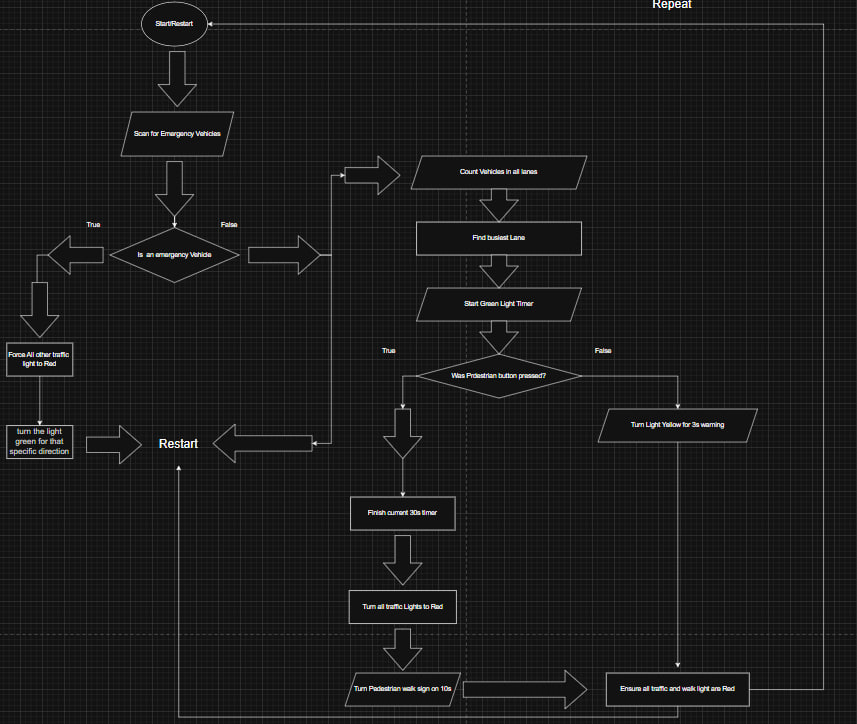 Repeat
Start/Restart
Scan for Emergency Vehicles
Count Vehicles in all lanes
True
False
Is  an emergency Vehicle
Find busiest Lane
Start Green Light Timer
Force All other traffic
light to Red
True
False
Was Prdestrian button pressed?
turn the light
green for that
specific direction
Restart
Turn Light Yellow for 3s warning
Finish current 30s timer
Turn all traffic Lights to Red
Turn Pedestrian walk sign on 10s
Ensure all traffic and walk light are Red